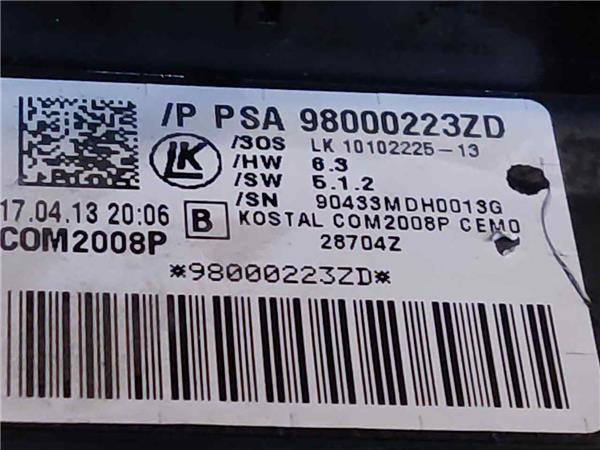 /P PSA 98000223ZD
/SOS LK 10102225-13
/HW 6.3
/SW 5.1.2
/SN 90433MDH0013G
LK
17.04.13 20:06 B KOSTAL COM2008P CEM0
COM2008P 28704Z
*98000223ZD*